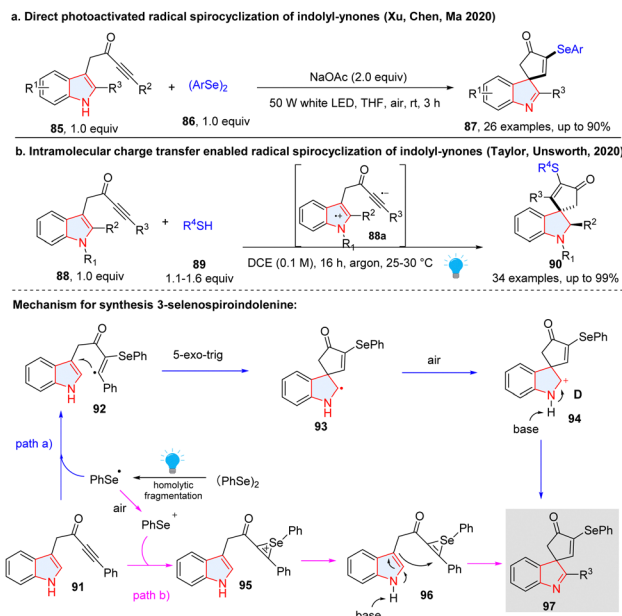 a. Direct photoactivated radical spirocyclization of indolyl-ynones (Xu, Chen, Ma 2020)
O
R¹
R²
R³
N
H
85, 1.0 equiv
+
(ArSe)₂
86, 1.0 equiv
NaOAc (2.0 equiv)
50 W white LED, THF, air, rt, 3 h
O
SeAr
R¹
R³
N
87, 26 examples, up to 90%
b. Intramolecular charge transfer enabled radical spirocyclization of indolyl-ynones (Taylor, Unsworth, 2020)
O
R²
R³
N
R₁
88, 1.0 equiv
+
R⁴SH
89
1.1-1.6 equiv
O
•−
•+
R²
R³
N
R₁
88a
DCE (0.1 M), 16 h, argon, 25-30 °C
R⁴S
R³
O
R²
N
R₁
90
34 examples, up to 99%
Mechanism for synthesis 3-selenospiroindolenine:
O
SePh
Ph
N
H
92
5-exo-trig
O
SePh
N
H
93
air
O
SePh
+
D
N
H
base
94
path a)
PhSe•
homolytic
fragmentation
(PhSe)₂
air
PhSe⁺
O
Ph
N
H
91
path b)
O
Ph
Se
Ph
N
H
95
O
Ph
Se
Ph
N
H
base
96
O
SePh
Ph
R³
N
97